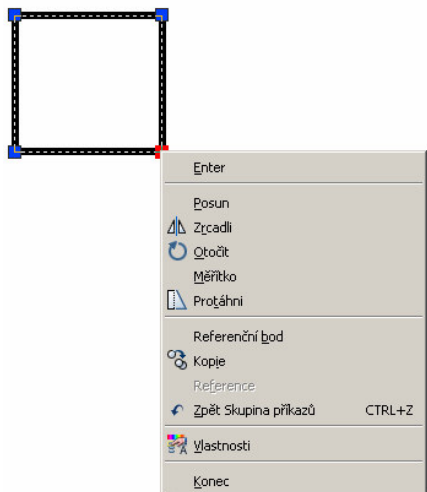 Enter
Posun
Zrcadli
Otočit
Měřítko
Protáhni
Referenční bod
Kopie
Reference
Zpět Skupina příkazů CTRL+Z
Vlastnosti
Konec